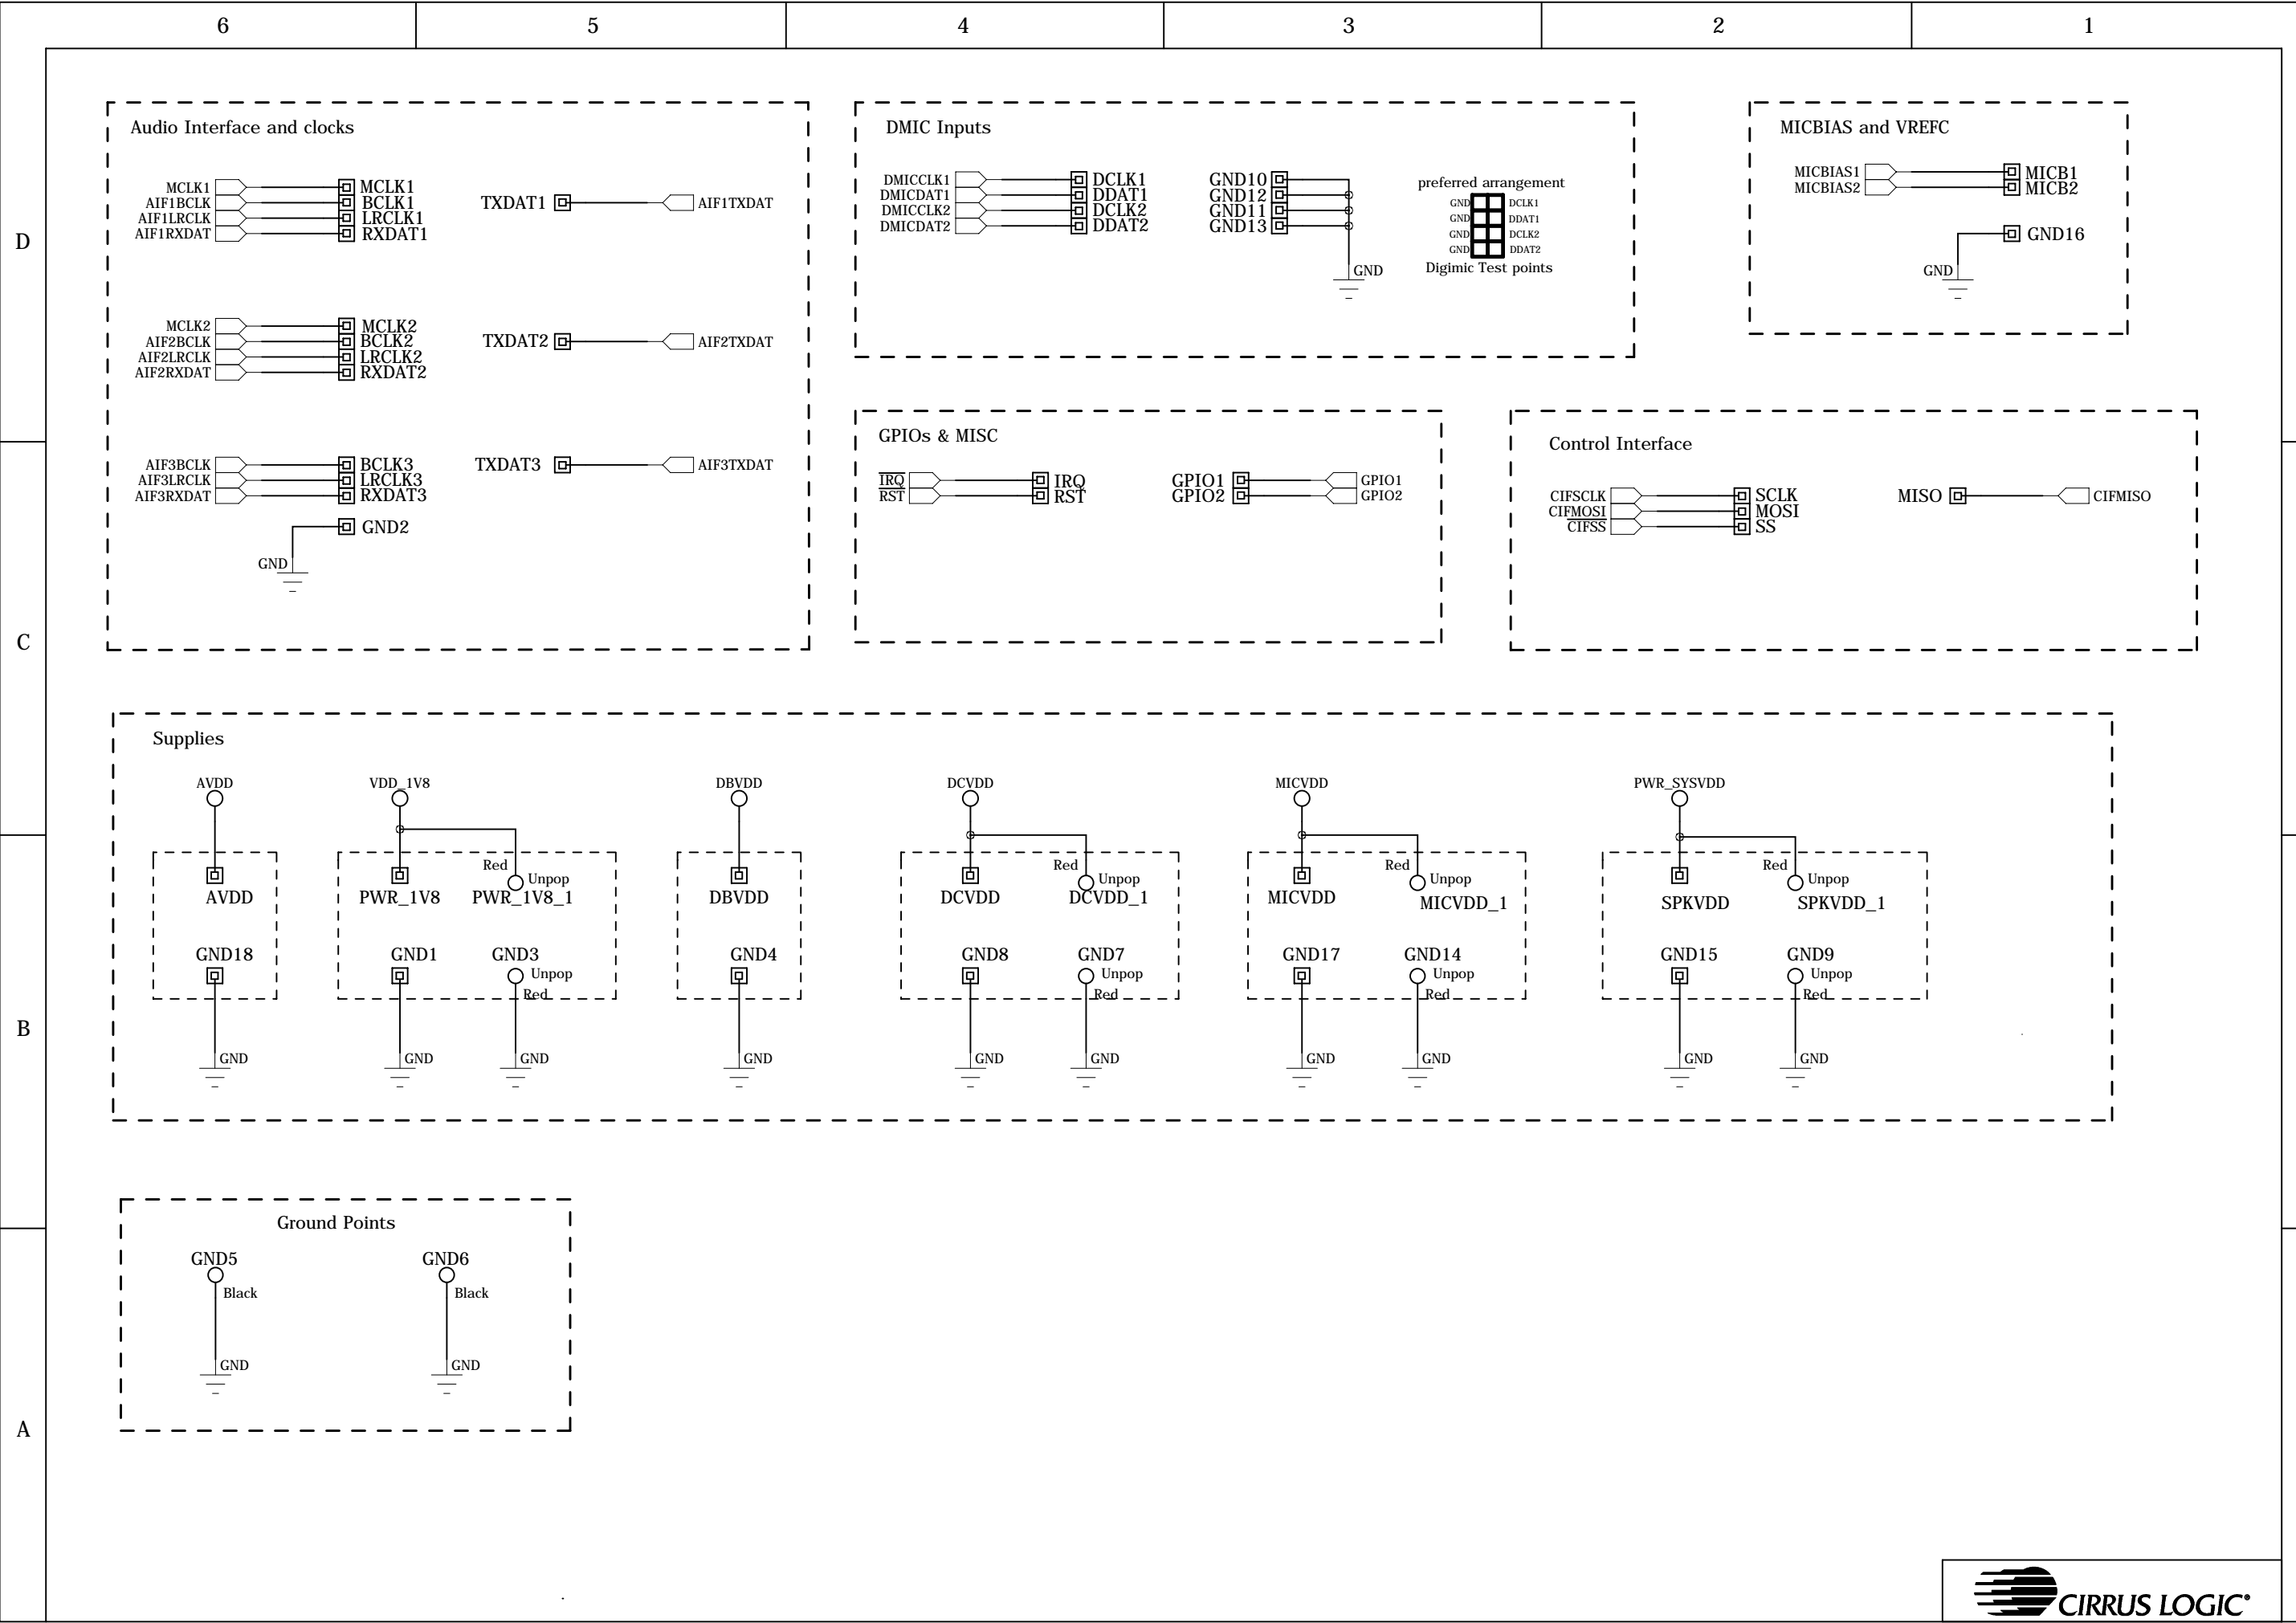 6 5 4 3 2 1
D
C
B
A
Audio Interface and clocks
MCLK1 MCLK1
AIF1BCLK BCLK1
AIF1LRCLK LRCLK1
AIF1RXDAT RXDAT1
TXDAT1 AIF1TXDAT
MCLK2 MCLK2
AIF2BCLK BCLK2
AIF2LRCLK LRCLK2
AIF2RXDAT RXDAT2
TXDAT2 AIF2TXDAT
AIF3BCLK BCLK3
AIF3LRCLK LRCLK3
AIF3RXDAT RXDAT3
TXDAT3 AIF3TXDAT
GND2
GND
DMIC Inputs
DMICCLK1 DCLK1
DMICDAT1 DDAT1
DMICCLK2 DCLK2
DMICDAT2 DDAT2
GND10
GND12
GND11
GND13
GND
preferred arrangement
GND DCLK1
GND DDAT1
GND DCLK2
GND DDAT2
Digimic Test points
MICBIAS and VREFC
MICBIAS1 MICB1
MICBIAS2 MICB2
GND16
GND
GPIOs & MISC
IRQ IRQ
RST RST
GPIO1 GPIO1
GPIO2 GPIO2
Control Interface
CIFSCLK SCLK
CIFMOSI MOSI
CIFSS SS
MISO CIFMISO
Supplies
AVDD VDD_1V8 DBVDD DCVDD MICVDD PWR_SYSVDD
Red Red Red Red
Unpop Unpop Unpop Unpop
AVDD PWR_1V8 PWR_1V8_1 DBVDD DCVDD DCVDD_1 MICVDD MICVDD_1 SPKVDD SPKVDD_1
GND18 GND1 GND3 GND4 GND8 GND7 GND17 GND14 GND15 GND9
Unpop Unpop Unpop Unpop
Red Red Red Red
GND GND GND GND GND GND GND GND GND GND
Ground Points
GND5 GND6
Black Black
GND GND
CIRRUS LOGIC®